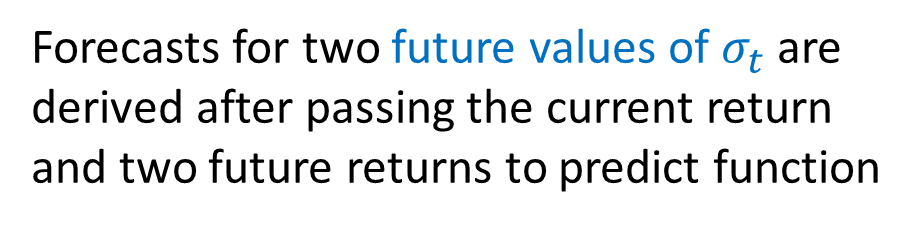 Forecasts for two future values of σₜ are
derived after passing the current return
and two future returns to predict function